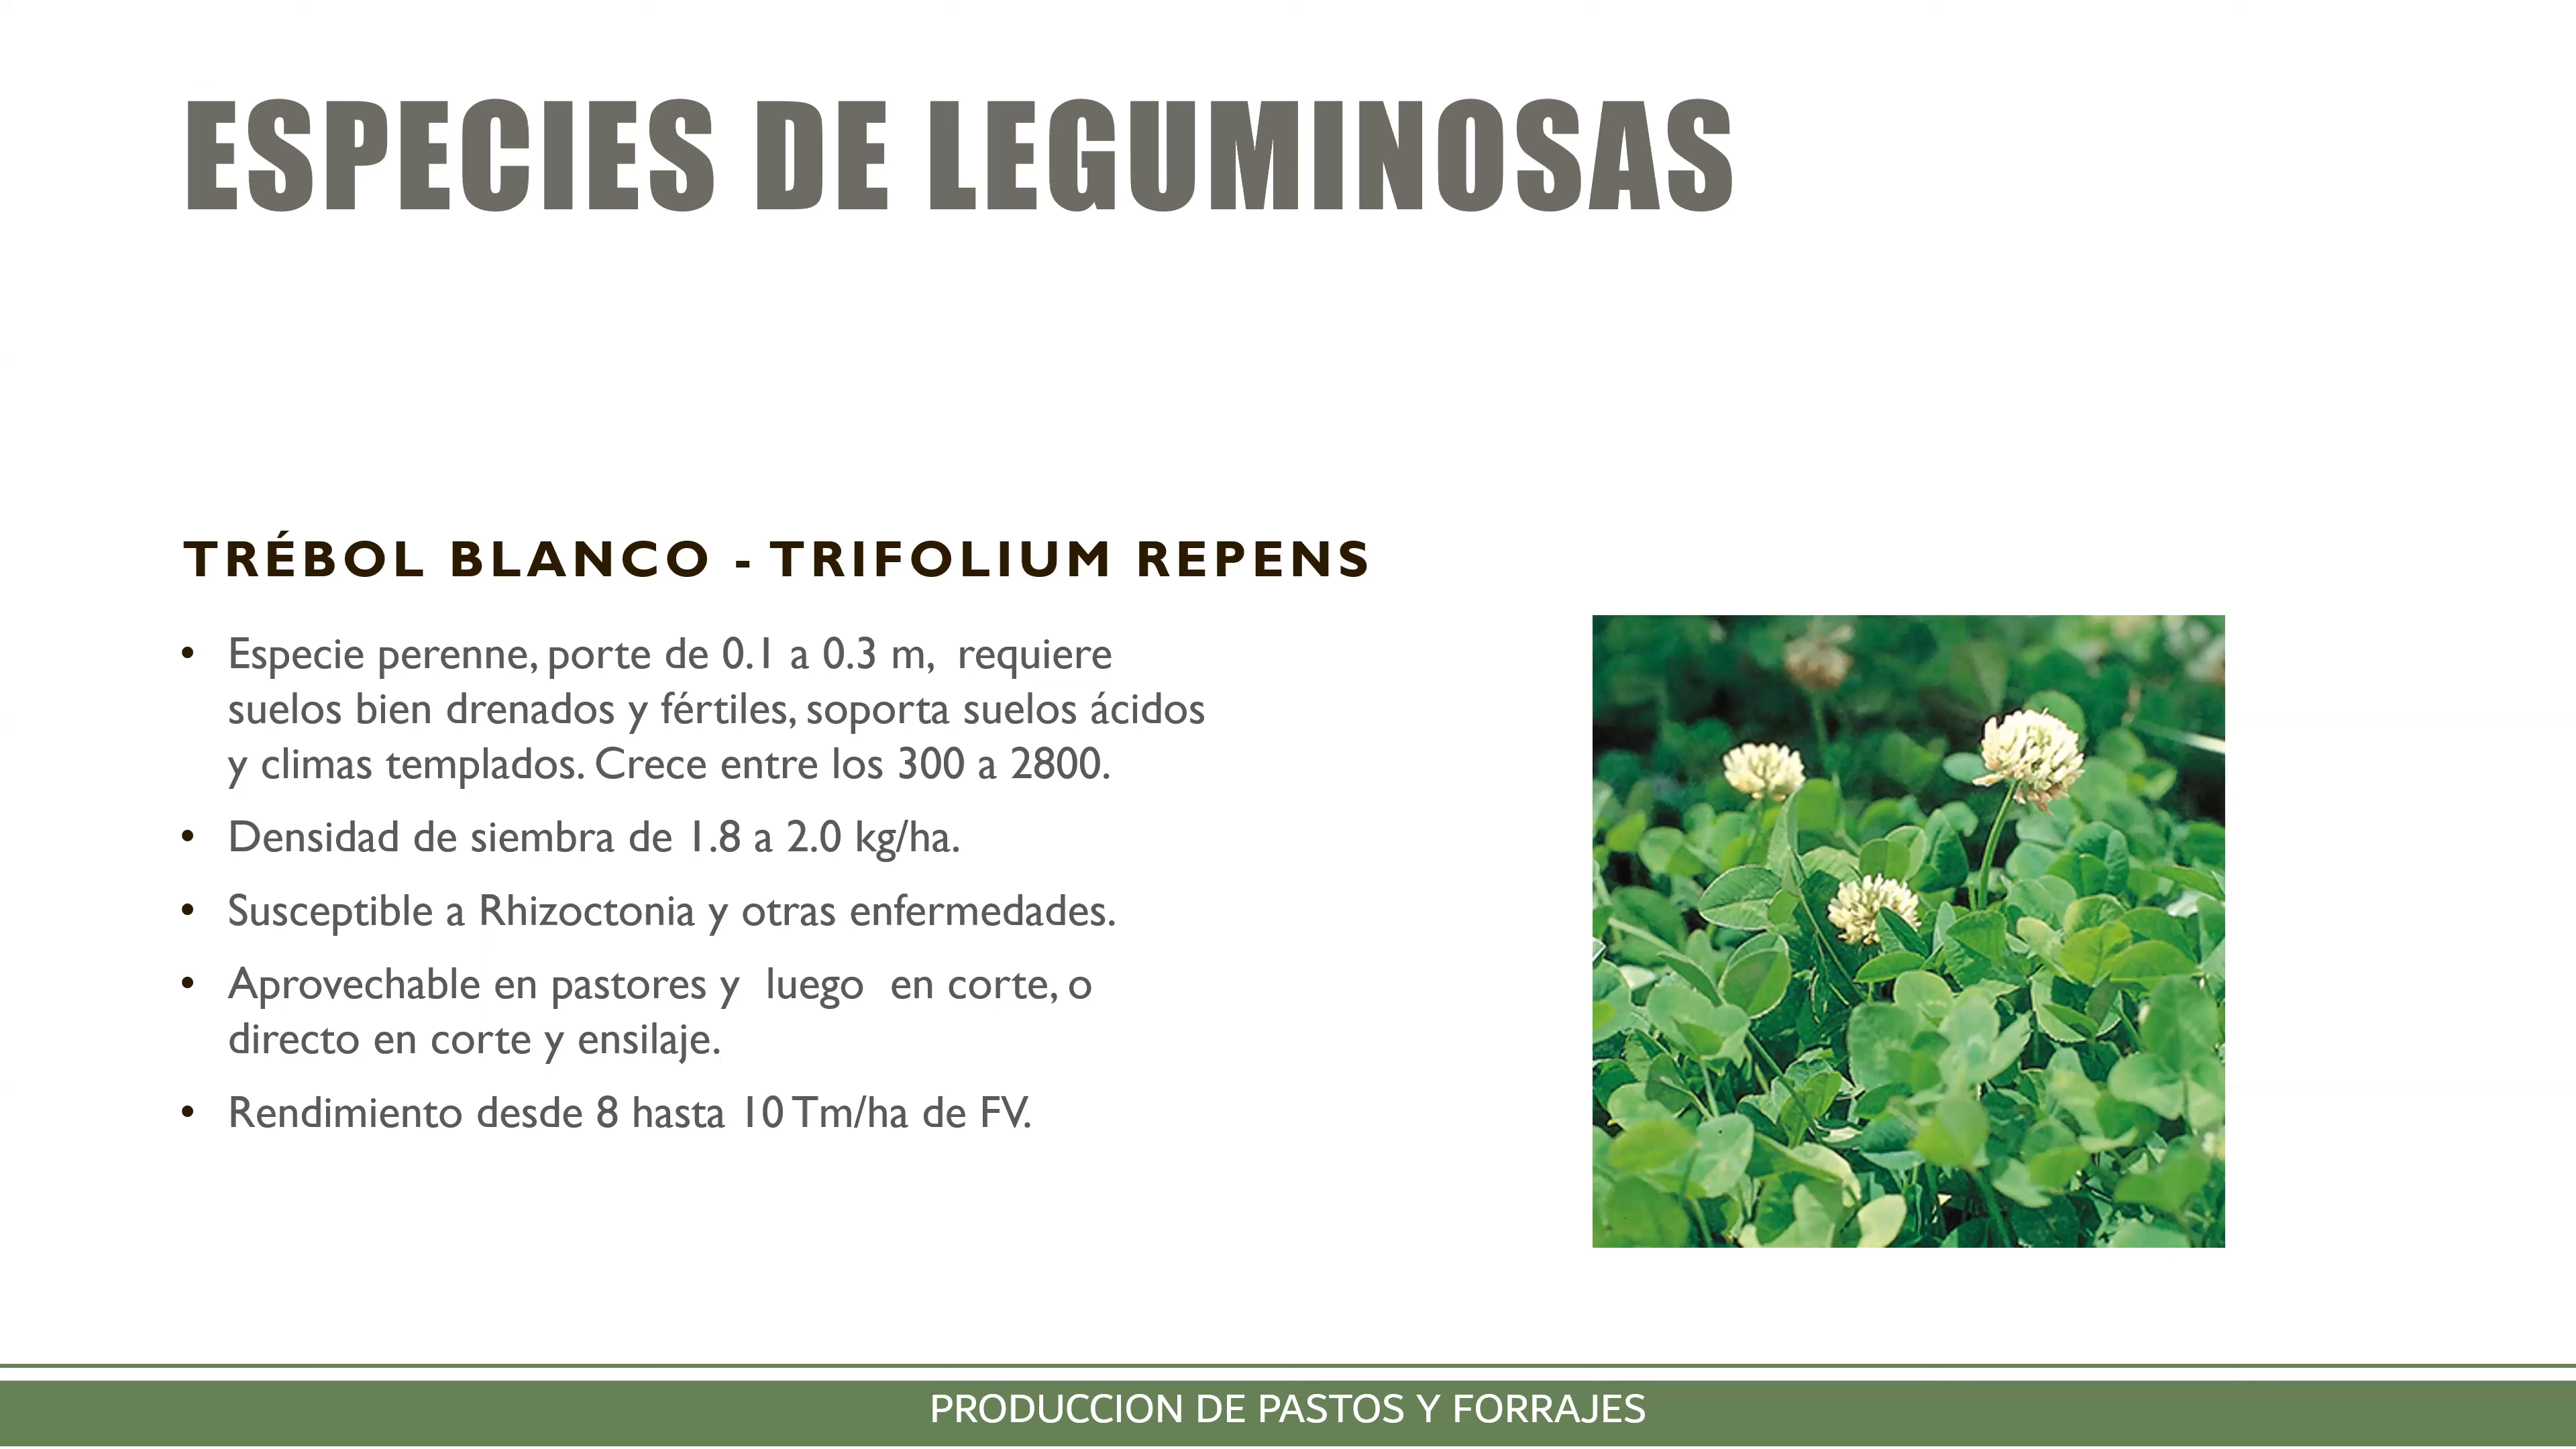 ESPECIES DE LEGUMINOSAS
TRÉBOL BLANCO - TRIFOLIUM REPENS
• Especie perenne, porte de 0.1 a 0.3 m,  requiere
suelos bien drenados y fértiles, soporta suelos ácidos
y climas templados. Crece entre los 300 a 2800.
• Densidad de siembra de 1.8 a 2.0 kg/ha.
• Susceptible a Rhizoctonia y otras enfermedades.
• Aprovechable en pastores y  luego  en corte, o
directo en corte y ensilaje.
• Rendimiento desde 8 hasta 10 Tm/ha de FV.
PRODUCCION DE PASTOS Y FORRAJES